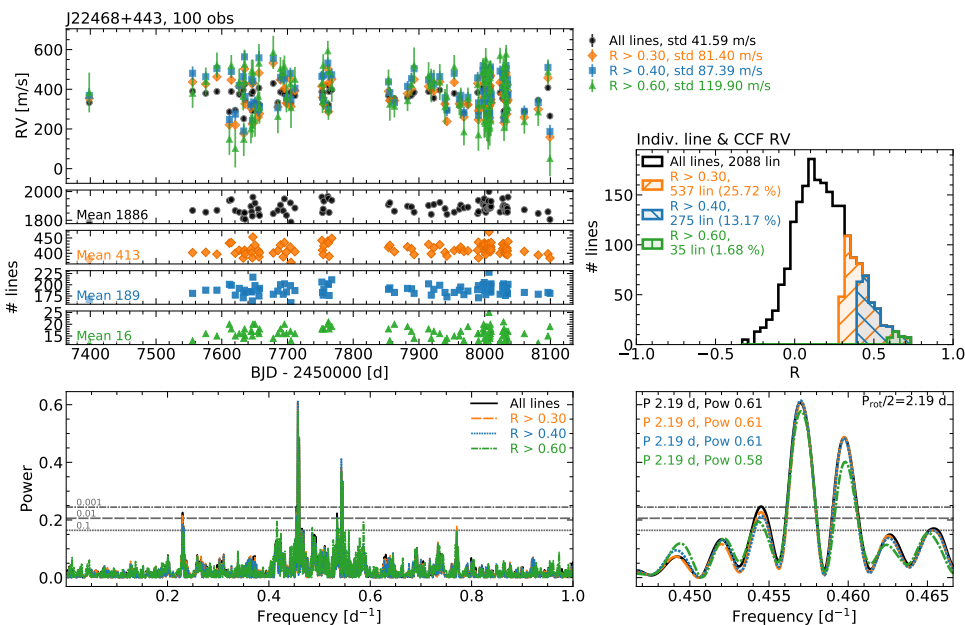 J22468+443, 100 obs
RV [m/s]
600
400
200
0
All lines, std 41.59 m/s
R > 0.30, std 81.40 m/s
R > 0.40, std 87.39 m/s
R > 0.60, std 119.90 m/s
2000
1800
Mean 1886
450
400
Mean 413
225
200
175
Mean 189
25
20
15
Mean 16
# lines
7400 7500 7600 7700 7800 7900 8000 8100
BJD - 2450000 [d]
Indiv. line & CCF RV
All lines, 2088 lin
R > 0.30,
537 lin (25.72 %)
R > 0.40,
275 lin (13.17 %)
R > 0.60,
35 lin (1.68 %)
# lines
150
100
50
0
−1.0 −0.5 0.0 0.5 1.0
R
Power
0.6
0.4
0.2
0.0
0.001
0.01
0.1
All lines
R > 0.30
R > 0.40
R > 0.60
0.2 0.4 0.6 0.8 1.0
Frequency [d⁻¹]
P 2.19 d, Pow 0.61
P 2.19 d, Pow 0.61
P 2.19 d, Pow 0.61
P 2.19 d, Pow 0.58
P_rot/2=2.19 d
0.450 0.455 0.460 0.465
Frequency [d⁻¹]